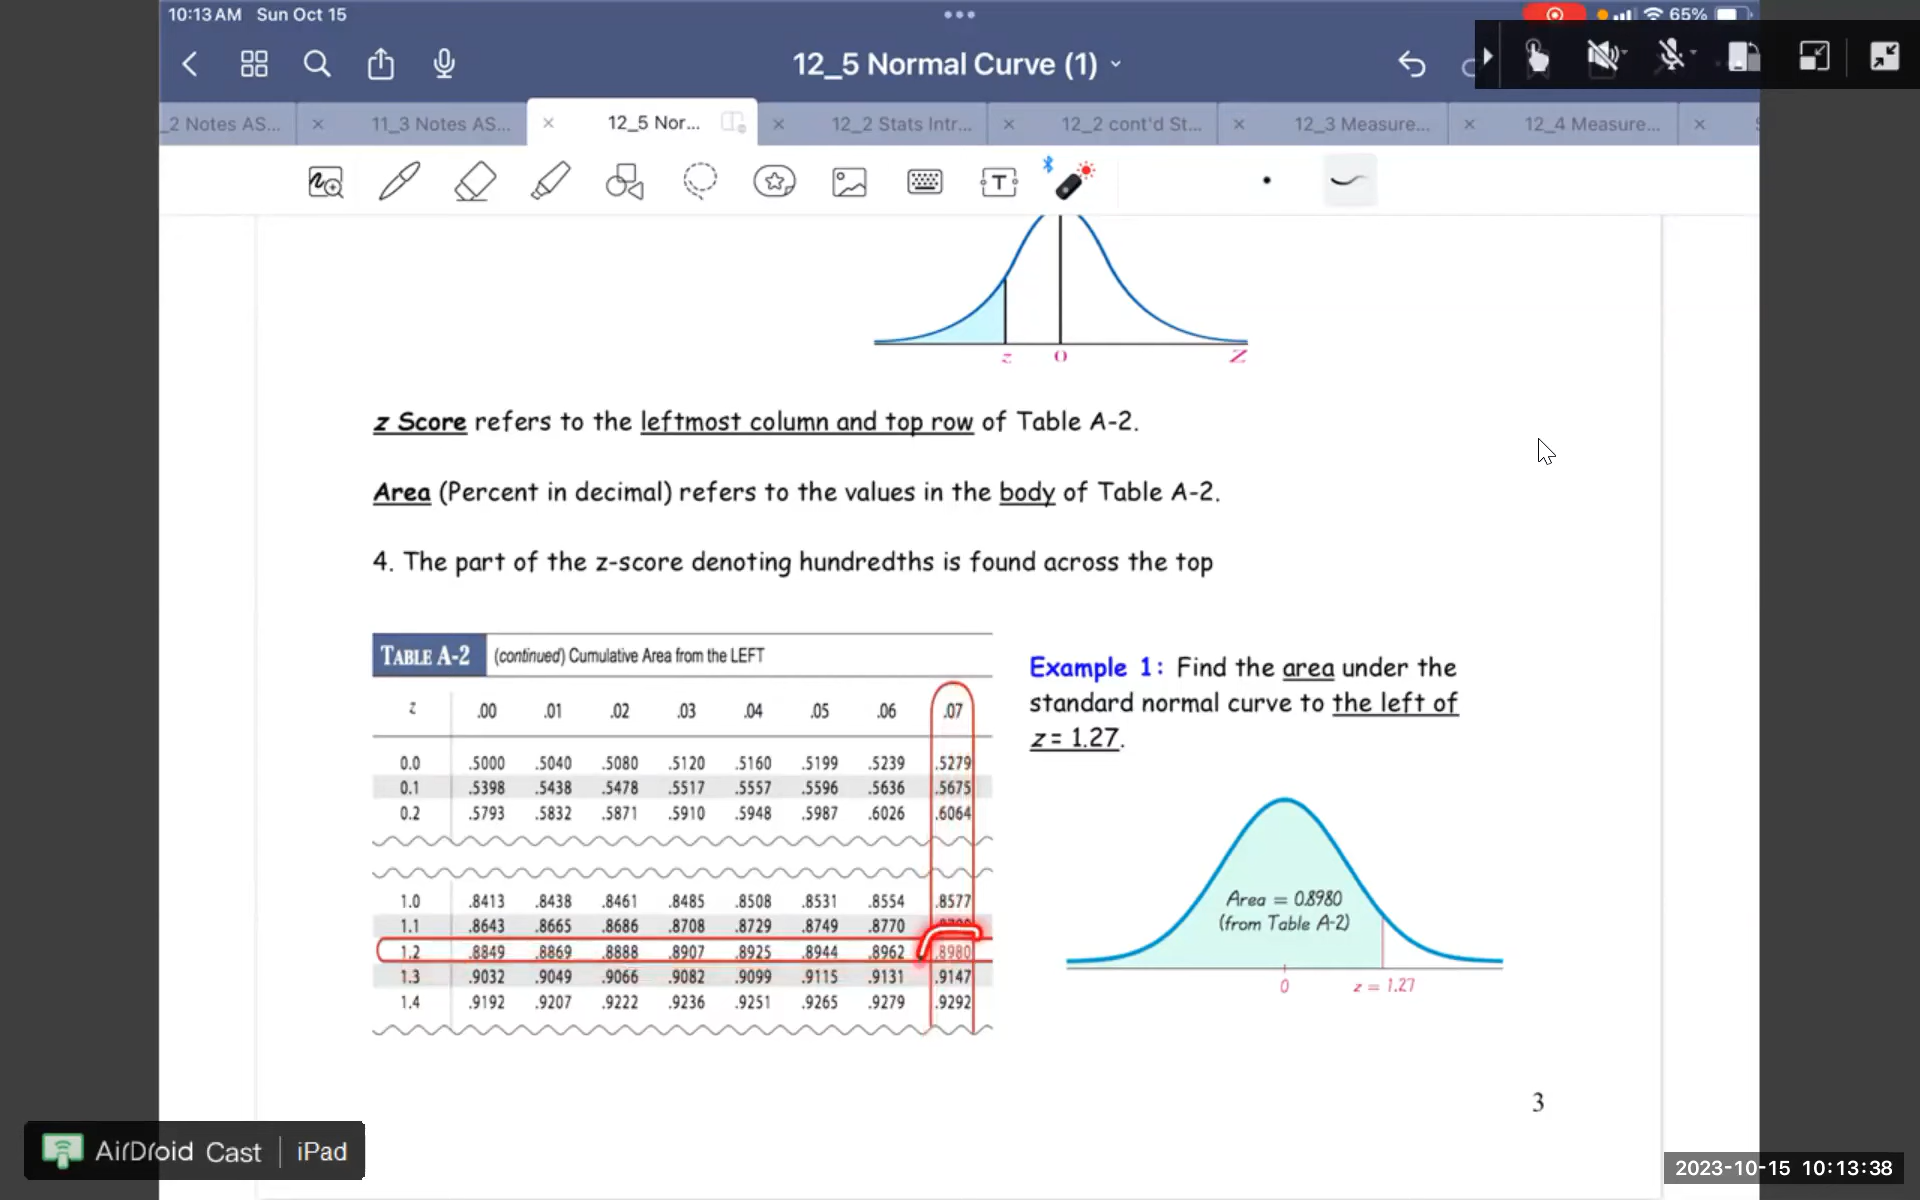 10:13 AM Sun Oct 15
65%
12_5 Normal Curve (1)
_2 Notes AS...
11_3 Notes AS...
12_5 Nor...
12_2 Stats Intr...
12_2 cont'd St...
12_3 Measure...
12_4 Measure...
z 0 Z
z Score refers to the leftmost column and top row of Table A-2.
Area (Percent in decimal) refers to the values in the body of Table A-2.
4. The part of the z-score denoting hundredths is found across the top
TABLE A-2 (continued) Cumulative Area from the LEFT
z .00 .01 .02 .03 .04 .05 .06 .07
0.0 .5000 .5040 .5080 .5120 .5160 .5199 .5239 .5279
0.1 .5398 .5438 .5478 .5517 .5557 .5596 .5636 .5675
0.2 .5793 .5832 .5871 .5910 .5948 .5987 .6026 .6064
1.0 .8413 .8438 .8461 .8485 .8508 .8531 .8554 .8577
1.1 .8643 .8665 .8686 .8708 .8729 .8749 .8770
1.2 .8849 .8869 .8888 .8907 .8925 .8944 .8962 .8980
1.3 .9032 .9049 .9066 .9082 .9099 .9115 .9131 .9147
1.4 .9192 .9207 .9222 .9236 .9251 .9265 .9279 .9292
Example 1: Find the area under the
standard normal curve to the left of
z = 1.27.
Area = 0.8980
(from Table A-2)
0 z = 1.27
3
AirDroid Cast | iPad
2023-10-15 10:13:38